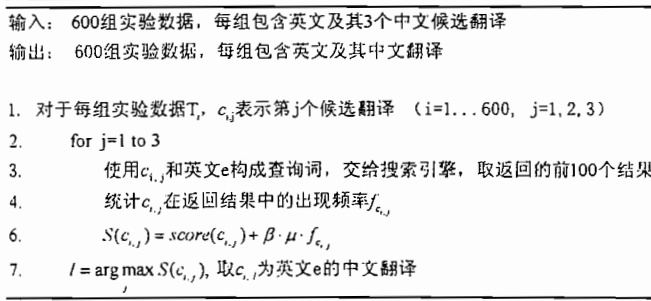 输入： 600组实验数据，每组包含英文及其3个中文候选翻译
输出： 600组实验数据，每组包含英文及其中文翻译
1. 对于每组实验数据T_i，c_{i,j}表示第j个候选翻译 （i=1...600, j=1,2,3）
2. for j=1 to 3
3. 使用c_{i,j}和英文e构成查询词，交给搜索引擎，取返回的前100个结果
4. 统计c_{i,j}在返回结果中的出现频率f_{c_{i,j}}
6. S(c_{i,j}) = score(c_{i,j}) + β·μ·f_{c_{i,j}}
7. l = arg max_j S(c_{i,j}), 取c_{i,l}为英文e的中文翻译